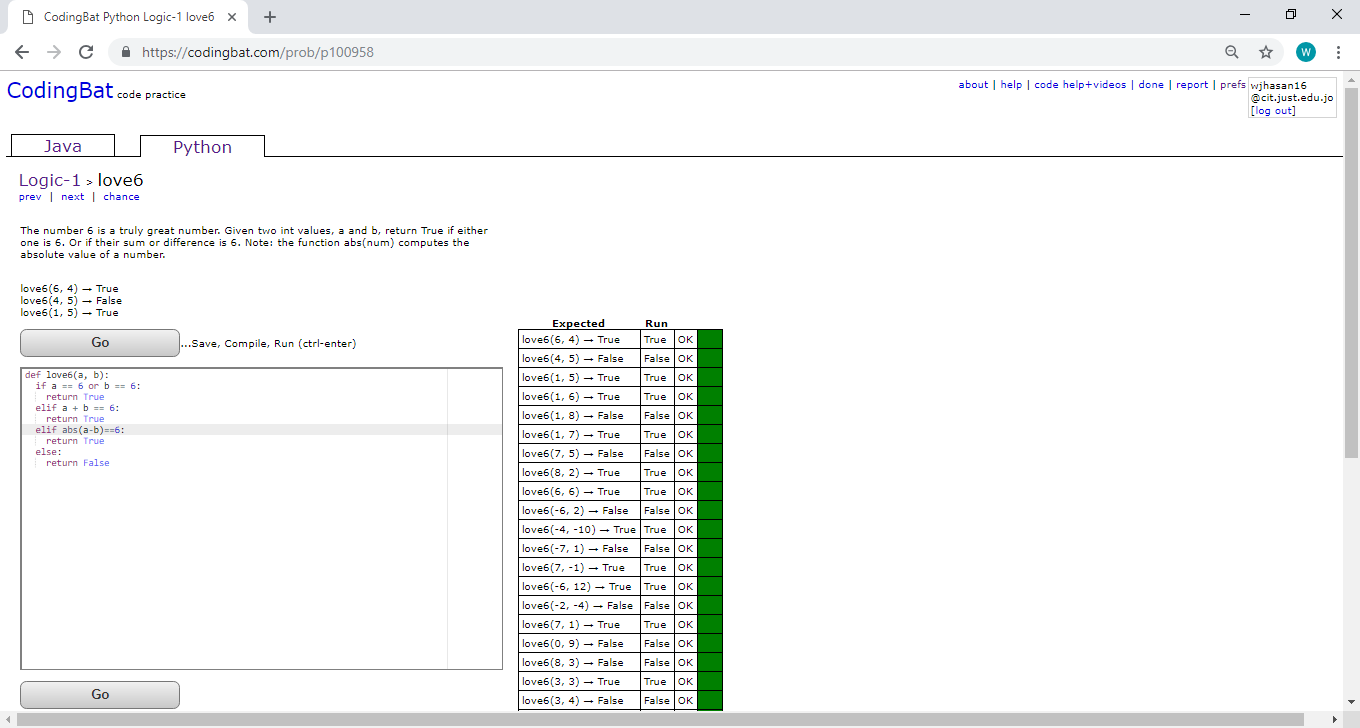 CodingBat Python Logic-1 love6
https://codingbat.com/prob/p100958
W
CodingBat code practice
about | help | code help+videos | done | report | prefs
wjhasan16
@cit.just.edu.jo
[log out]
Java
Python
Logic-1 > love6
prev | next | chance
The number 6 is a truly great number. Given two int values, a and b, return True if either
one is 6. Or if their sum or difference is 6. Note: the function abs(num) computes the
absolute value of a number.
love6(6, 4) → True
love6(4, 5) → False
love6(1, 5) → True
Go ...Save, Compile, Run (ctrl-enter)
def love6(a, b):
if a == 6 or b == 6:
return True
elif a + b == 6:
return True
elif abs(a-b)==6:
return True
else:
return False
Go
Expected Run
love6(6, 4) → True True OK
love6(4, 5) → False False OK
love6(1, 5) → True True OK
love6(1, 6) → True True OK
love6(1, 8) → False False OK
love6(1, 7) → True True OK
love6(7, 5) → False False OK
love6(8, 2) → True True OK
love6(6, 6) → True True OK
love6(-6, 2) → False False OK
love6(-4, -10) → True True OK
love6(-7, 1) → False False OK
love6(7, -1) → True True OK
love6(-6, 12) → True True OK
love6(-2, -4) → False False OK
love6(7, 1) → True True OK
love6(0, 9) → False False OK
love6(8, 3) → False False OK
love6(3, 3) → True True OK
love6(3, 4) → False False OK